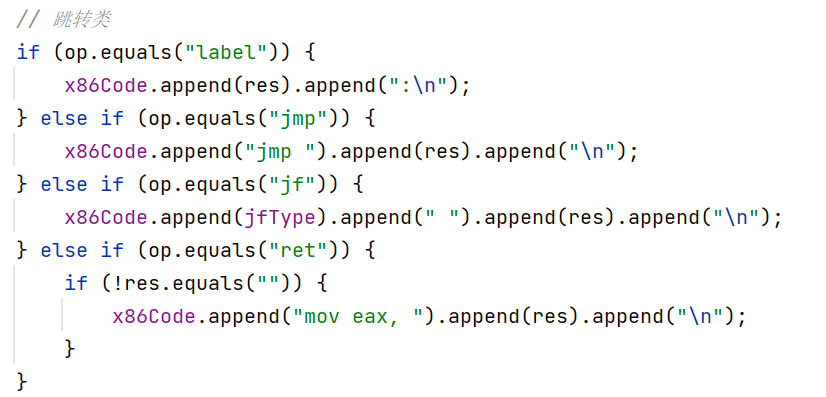 // 跳转类
if (op.equals("label")) {
    x86Code.append(res).append(":\n");
} else if (op.equals("jmp")) {
    x86Code.append("jmp ").append(res).append("\n");
} else if (op.equals("jf")) {
    x86Code.append(jfType).append(" ").append(res).append("\n");
} else if (op.equals("ret")) {
    if (!res.equals("")) {
        x86Code.append("mov eax, ").append(res).append("\n");
    }
}